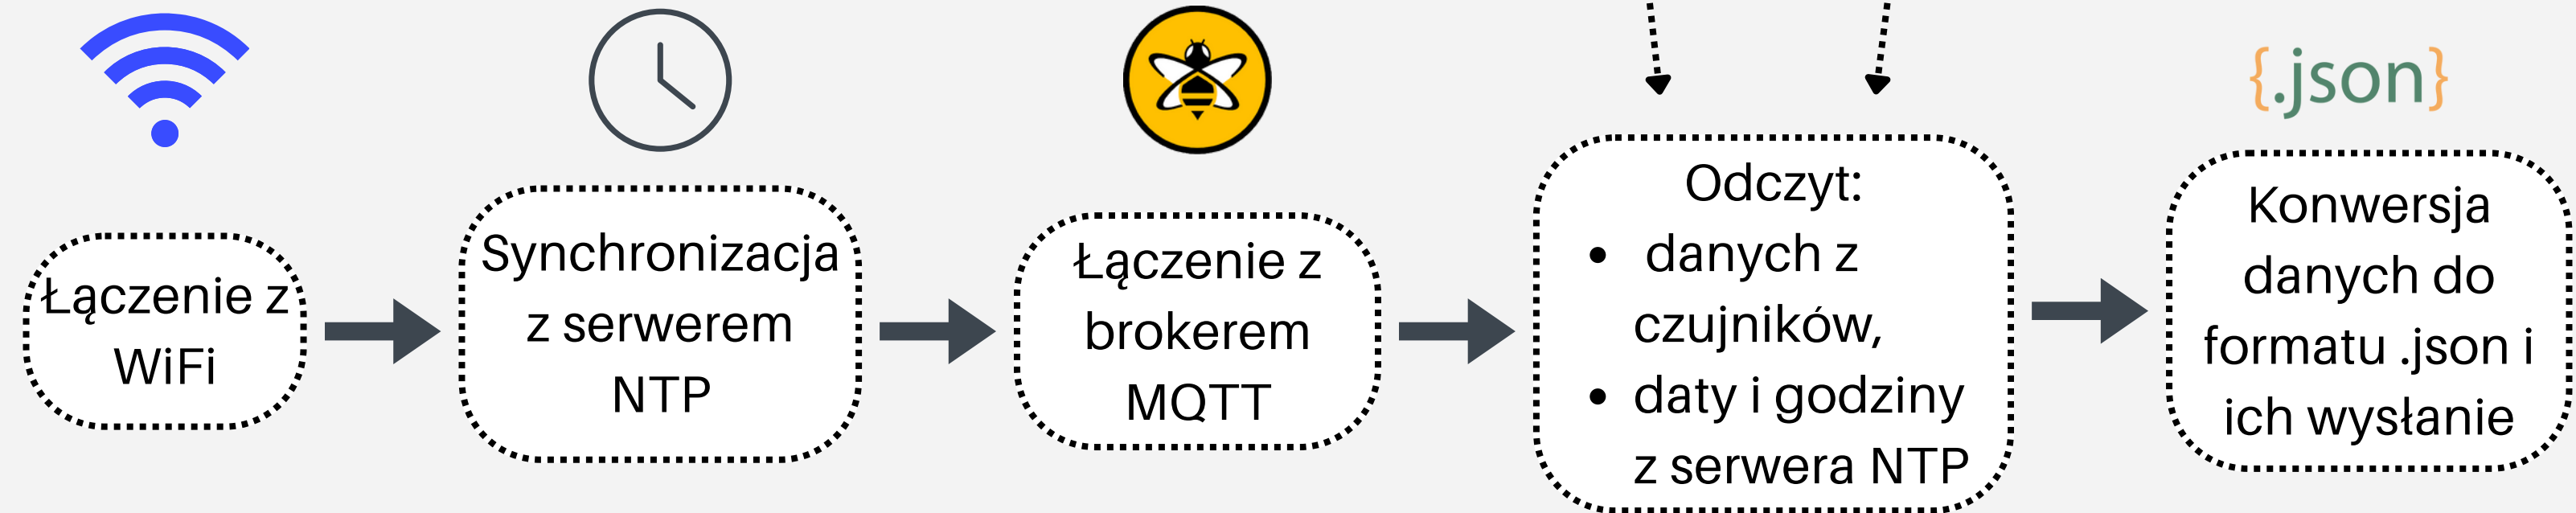 Łączenie z
WiFi
Synchronizacja
z serwerem
NTP
Łączenie z
brokerem
MQTT
Odczyt:
• danych z
czujników,
• daty i godziny
z serwera NTP
{.json}
Konwersja
danych do
formatu .json i
ich wysłanie